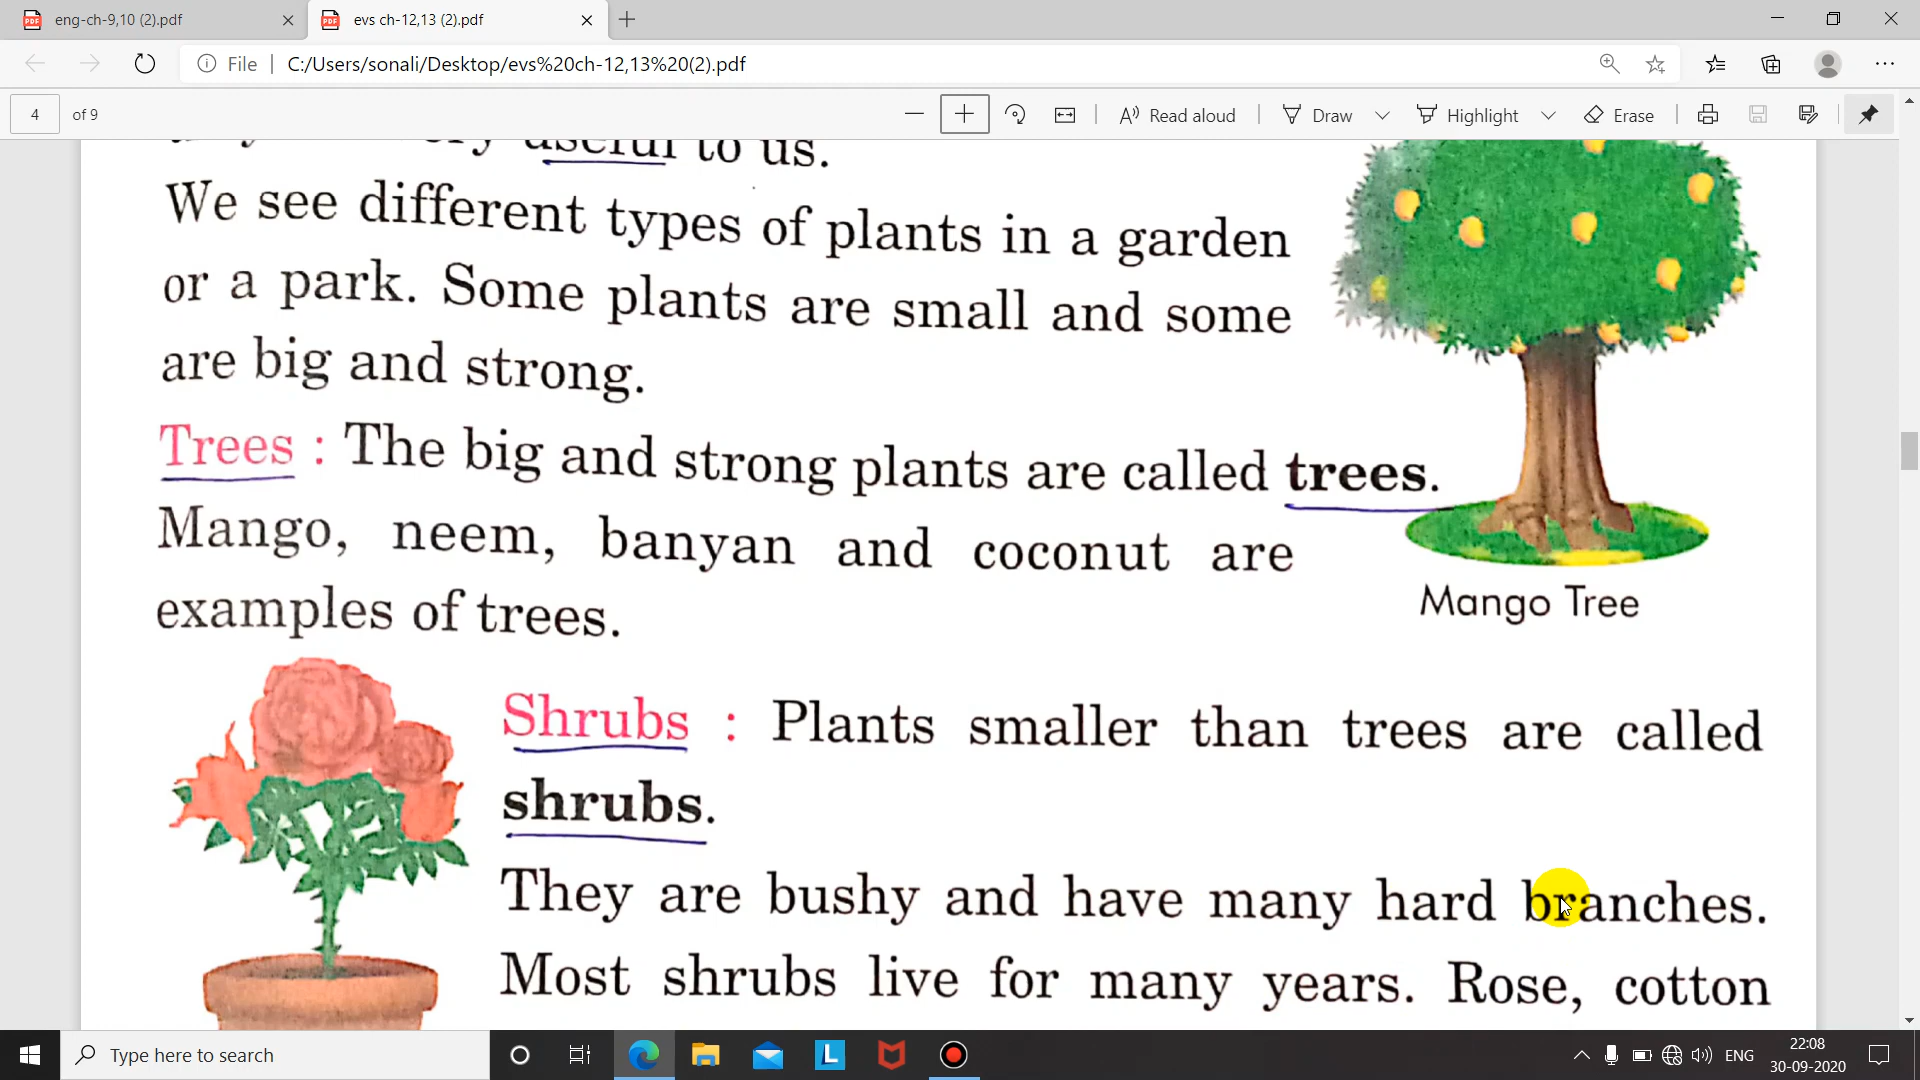 eng-ch-9,10 (2).pdf
evs ch-12,13 (2).pdf
File
C:/Users/sonali/Desktop/evs%20ch-12,13%20(2).pdf
4 of 9
Read aloud
Draw
Highlight
Erase
useful to us.
We see different types of plants in a garden
or a park. Some plants are small and some
are big and strong.
Trees : The big and strong plants are called trees.
Mango, neem, banyan and coconut are
examples of trees.
Mango Tree
Shrubs : Plants smaller than trees are called
shrubs.
They are bushy and have many hard branches.
Most shrubs live for many years. Rose, cotton
Type here to search
L
ENG
22:08
30-09-2020